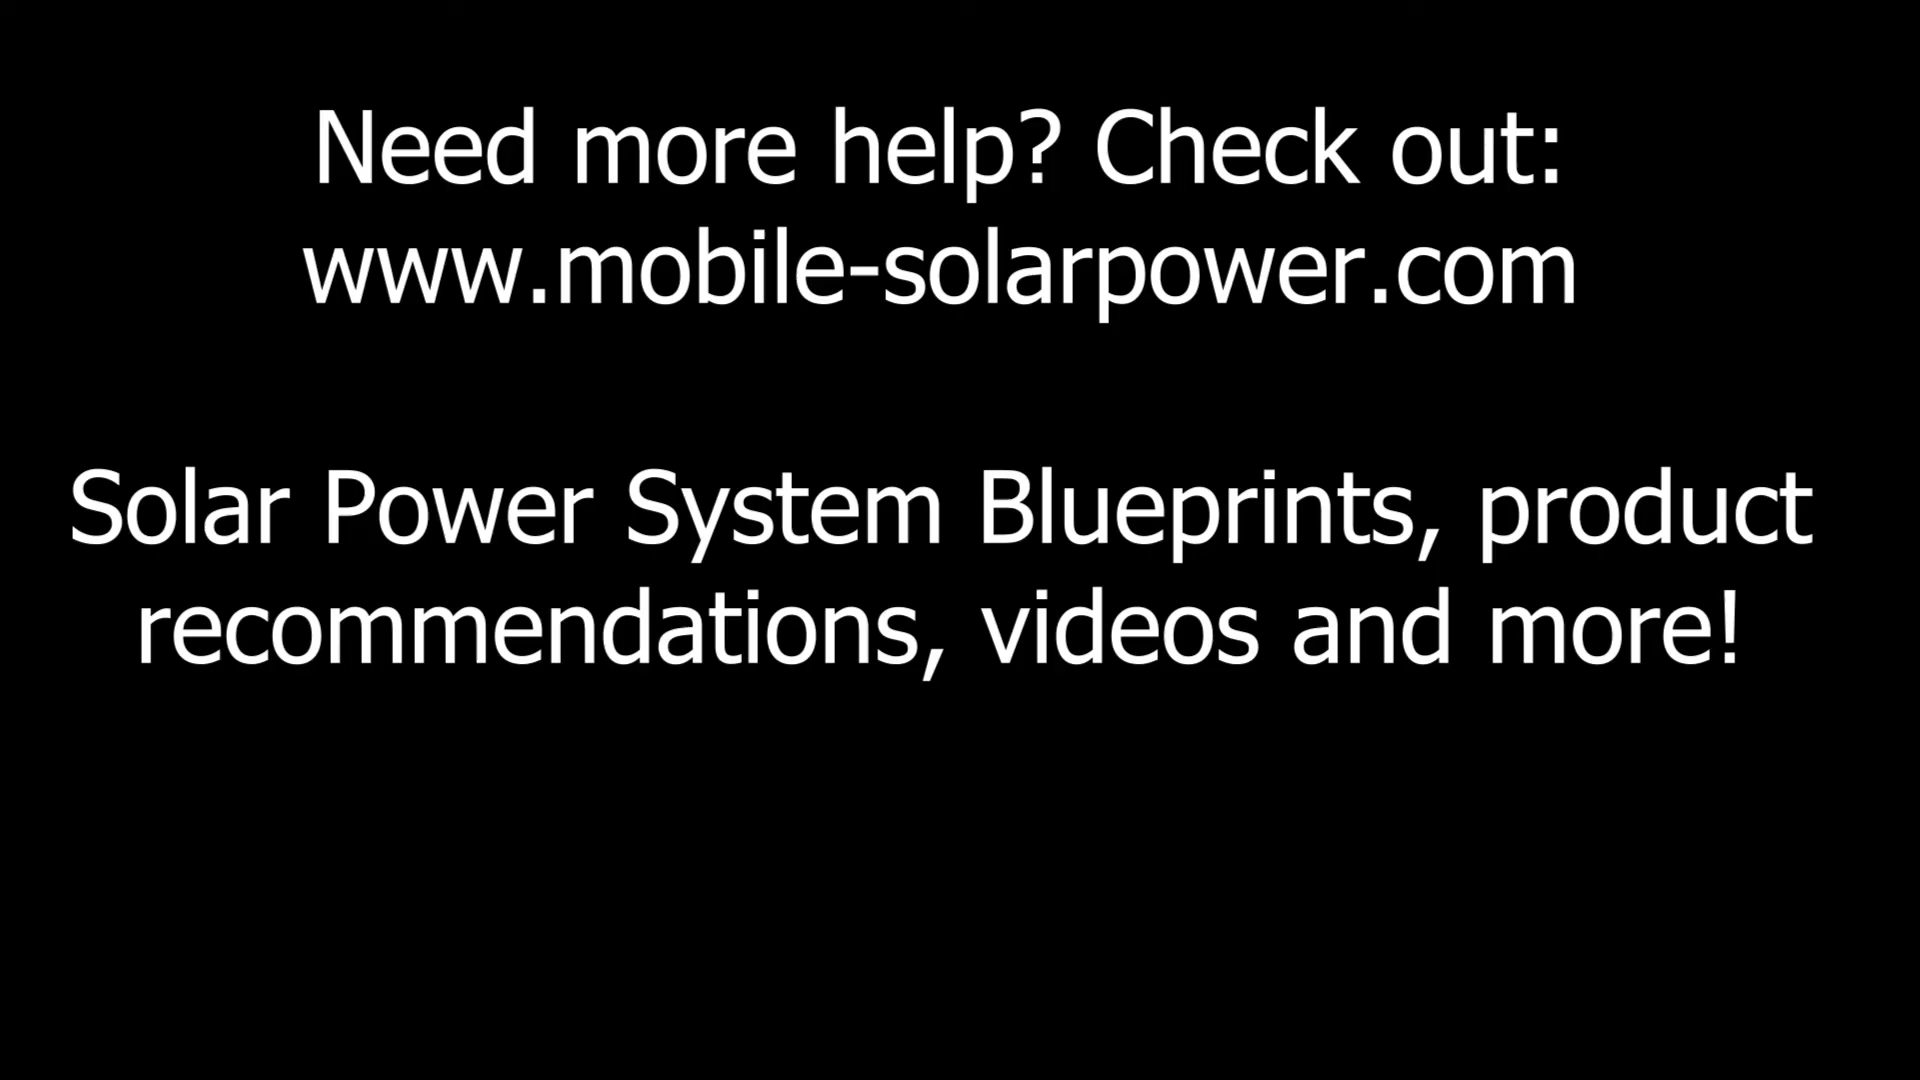 Need more help? Check out:
www.mobile-solarpower.com
Solar Power System Blueprints, product
recommendations, videos and more!